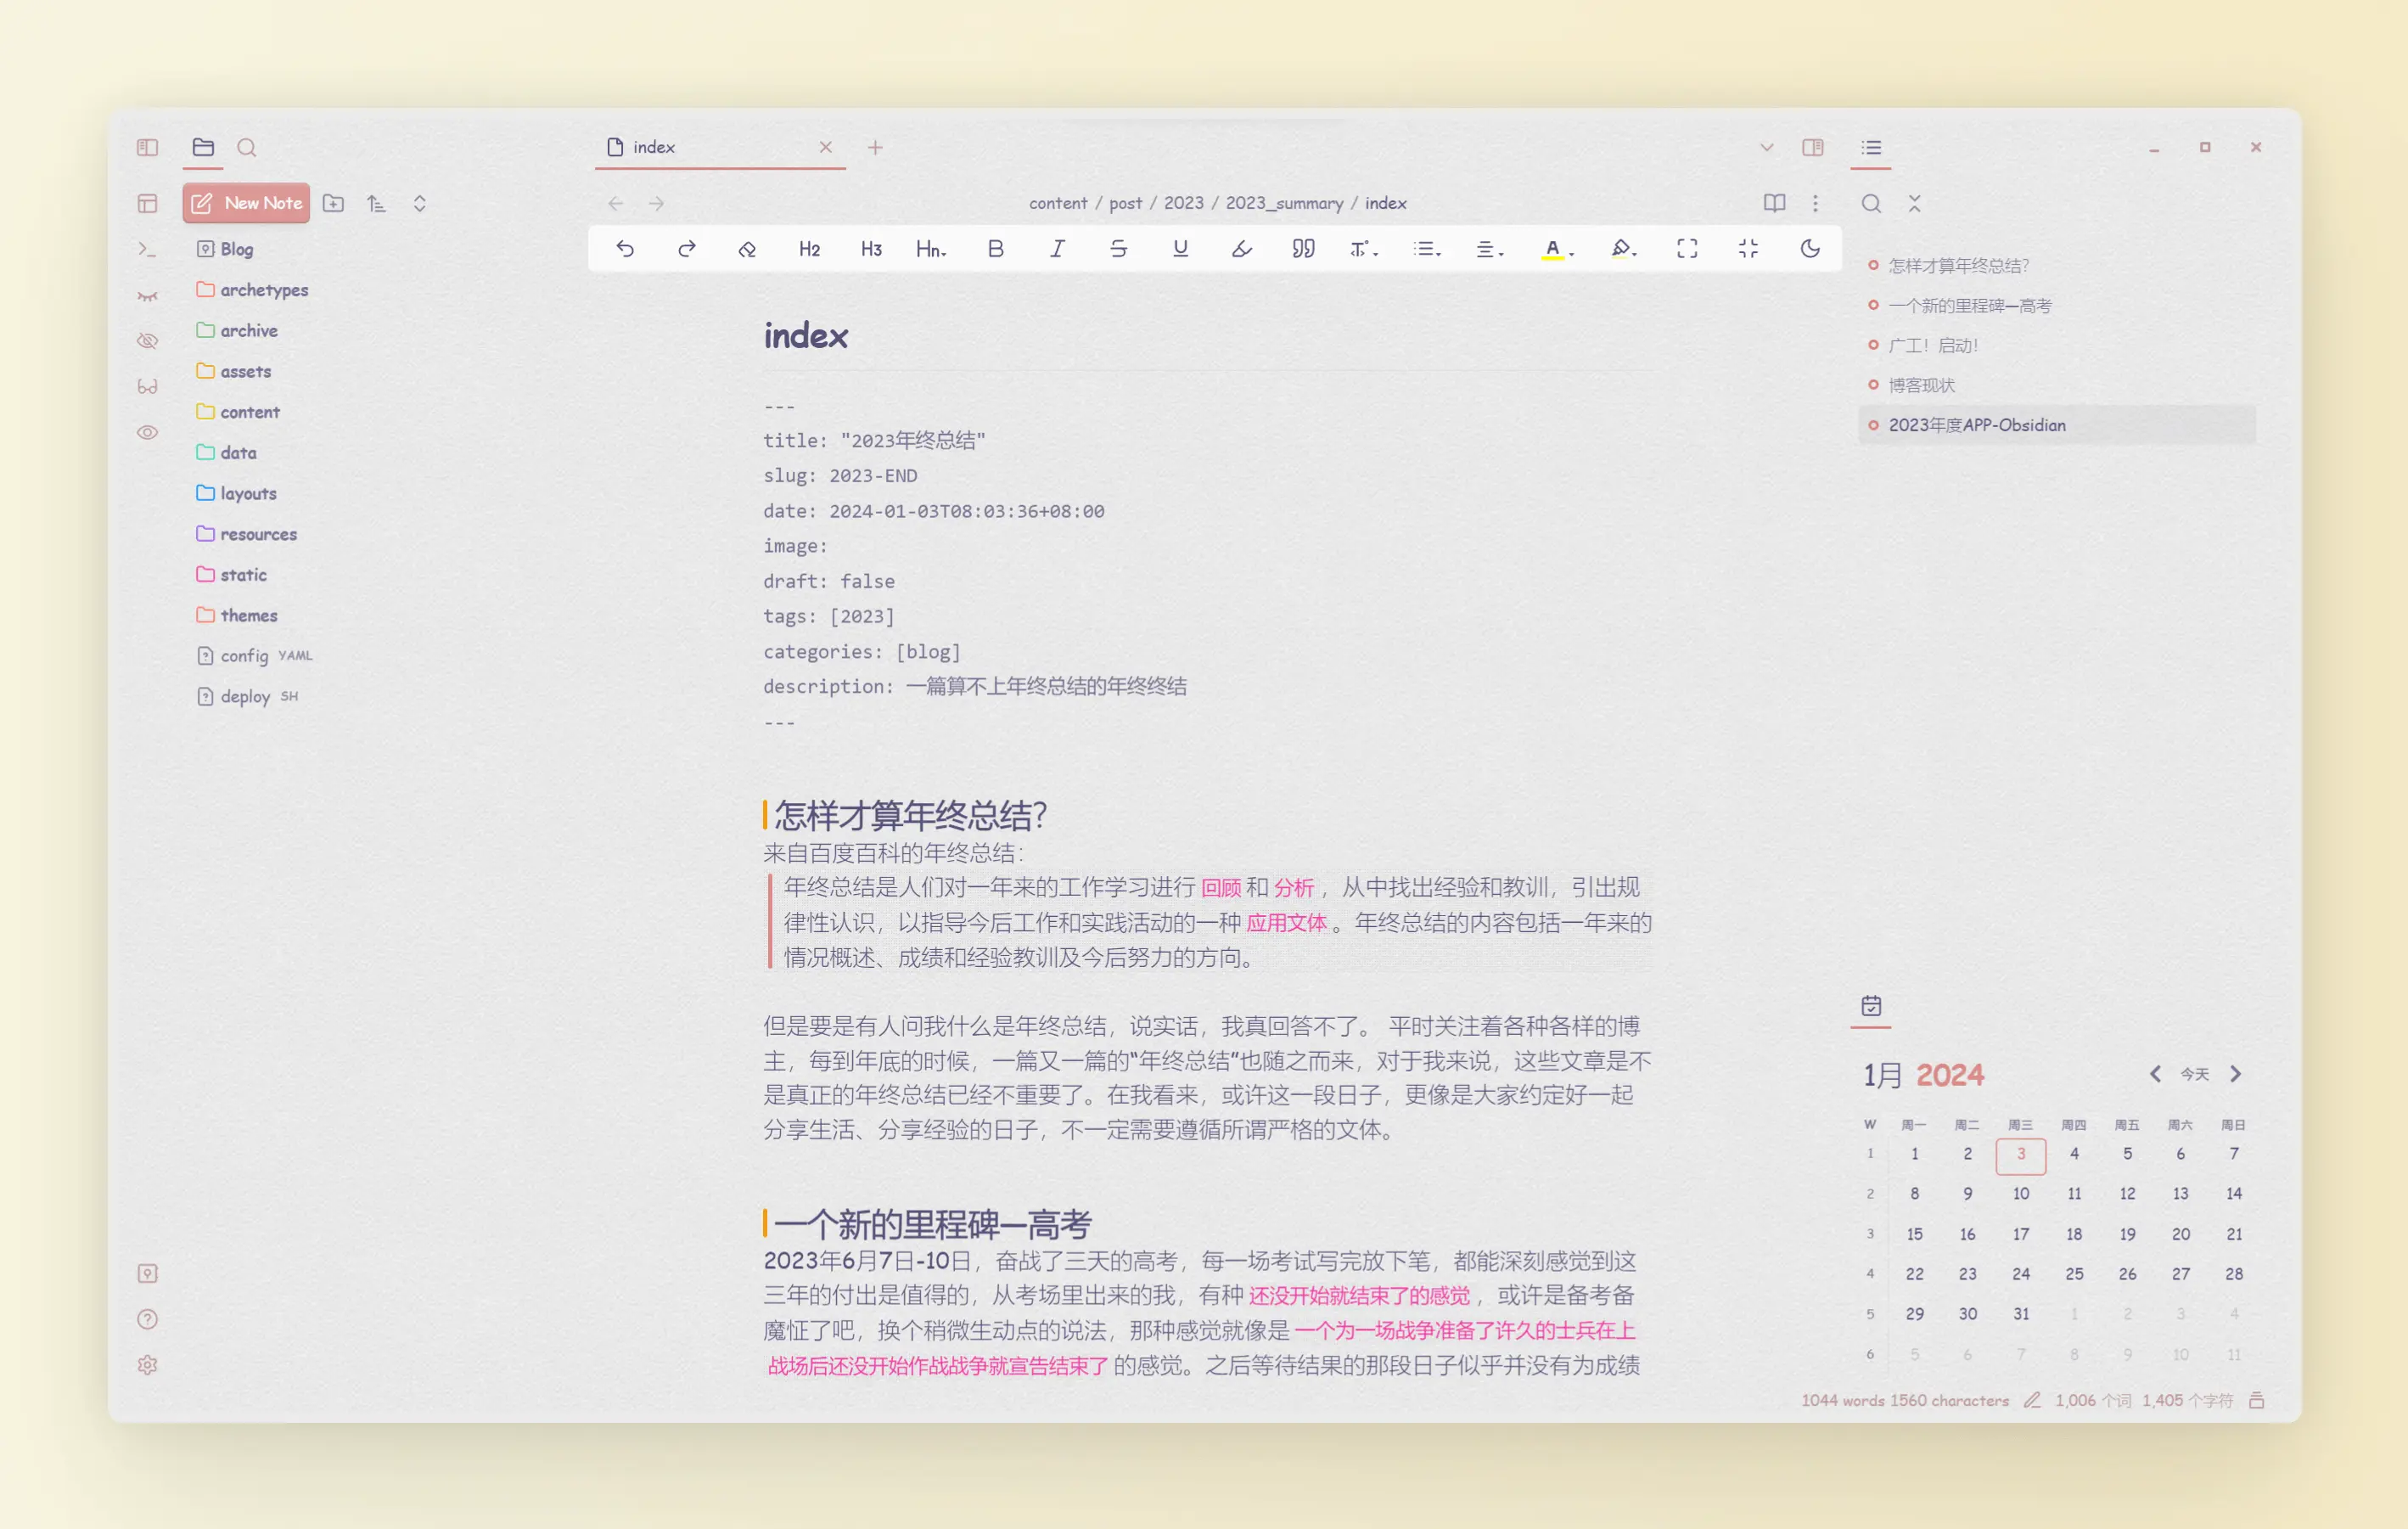 index
New Note
content / post / 2023 / 2023_summary / index
H2 H3 Hn B I S U A
Blog
archetypes
archive
assets
content
data
layouts
resources
static
themes
config YAML
deploy SH
index
---
title: "2023年终总结"
slug: 2023-END
date: 2024-01-03T08:03:36+08:00
image:
draft: false
tags: [2023]
categories: [blog]
description: 一篇算不上年终总结的年终终结
---
怎样才算年终总结?
来自百度百科的年终总结：
年终总结是人们对一年来的工作学习进行 回顾 和 分析 ，从中找出经验和教训，引出规
律性认识，以指导今后工作和实践活动的一种 应用文体 。年终总结的内容包括一年来的
情况概述、成绩和经验教训及今后努力的方向。
但是要是有人问我什么是年终总结，说实话，我真回答不了。 平时关注着各种各样的博
主，每到年底的时候，一篇又一篇的“年终总结”也随之而来，对于我来说，这些文章是不
是真正的年终总结已经不重要了。在我看来，或许这一段日子，更像是大家约定好一起
分享生活、分享经验的日子，不一定需要遵循所谓严格的文体。
一个新的里程碑—高考
2023年6月7日-10日，奋战了三天的高考，每一场考试写完放下笔，都能深刻感觉到这
三年的付出是值得的，从考场里出来的我，有种 还没开始就结束了的感觉 ，或许是备考备
魔怔了吧，换个稍微生动点的说法，那种感觉就像是 一个为一场战争准备了许久的士兵在上
战场后还没开始作战战争就宣告结束了 的感觉。之后等待结果的那段日子似乎并没有为成绩
怎样才算年终总结?
一个新的里程碑—高考
广工！启动！
博客现状
2023年度APP-Obsidian
1月 2024
今天
W 周一 周二 周三 周四 周五 周六 周日
1 1 2 3 4 5 6 7
2 8 9 10 11 12 13 14
3 15 16 17 18 19 20 21
4 22 23 24 25 26 27 28
5 29 30 31 1 2 3 4
6 5 6 7 8 9 10 11
1044 words 1560 characters 1,006 个词 1,405 个字符